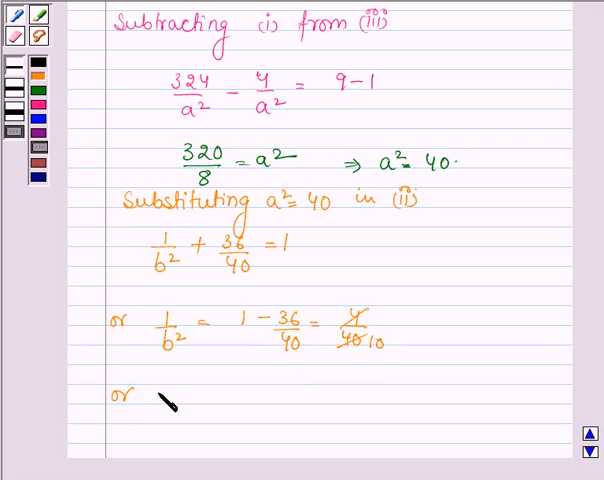 Subtracting (i) from (iii)
324/a² - 4/a² = 9-1
320/8 = a² ⇒ a² = 40.
Substituting a² = 40 in (ii)
1/b² + 36/40 = 1
or 1/b² = 1 - 36/40 = 4/40 10
or